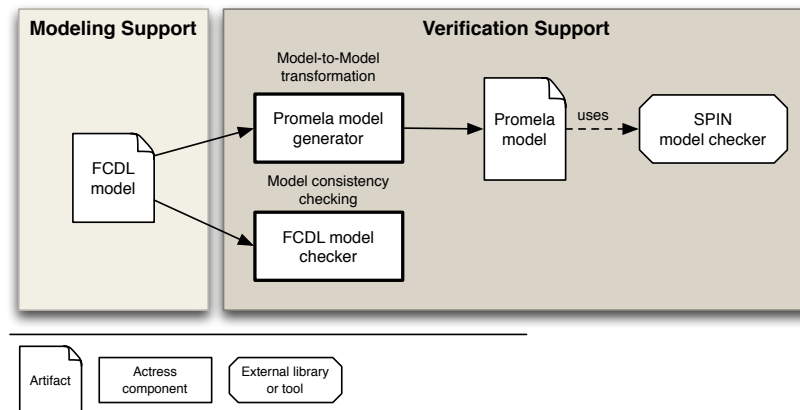 Modeling Support
Verification Support
Model-to-Model
transformation
Promela model
generator
Promela
model
uses
SPIN
model checker
FCDL
model
Model consistency
checking
FCDL model
checker
Artifact
Actress
component
External library
or tool